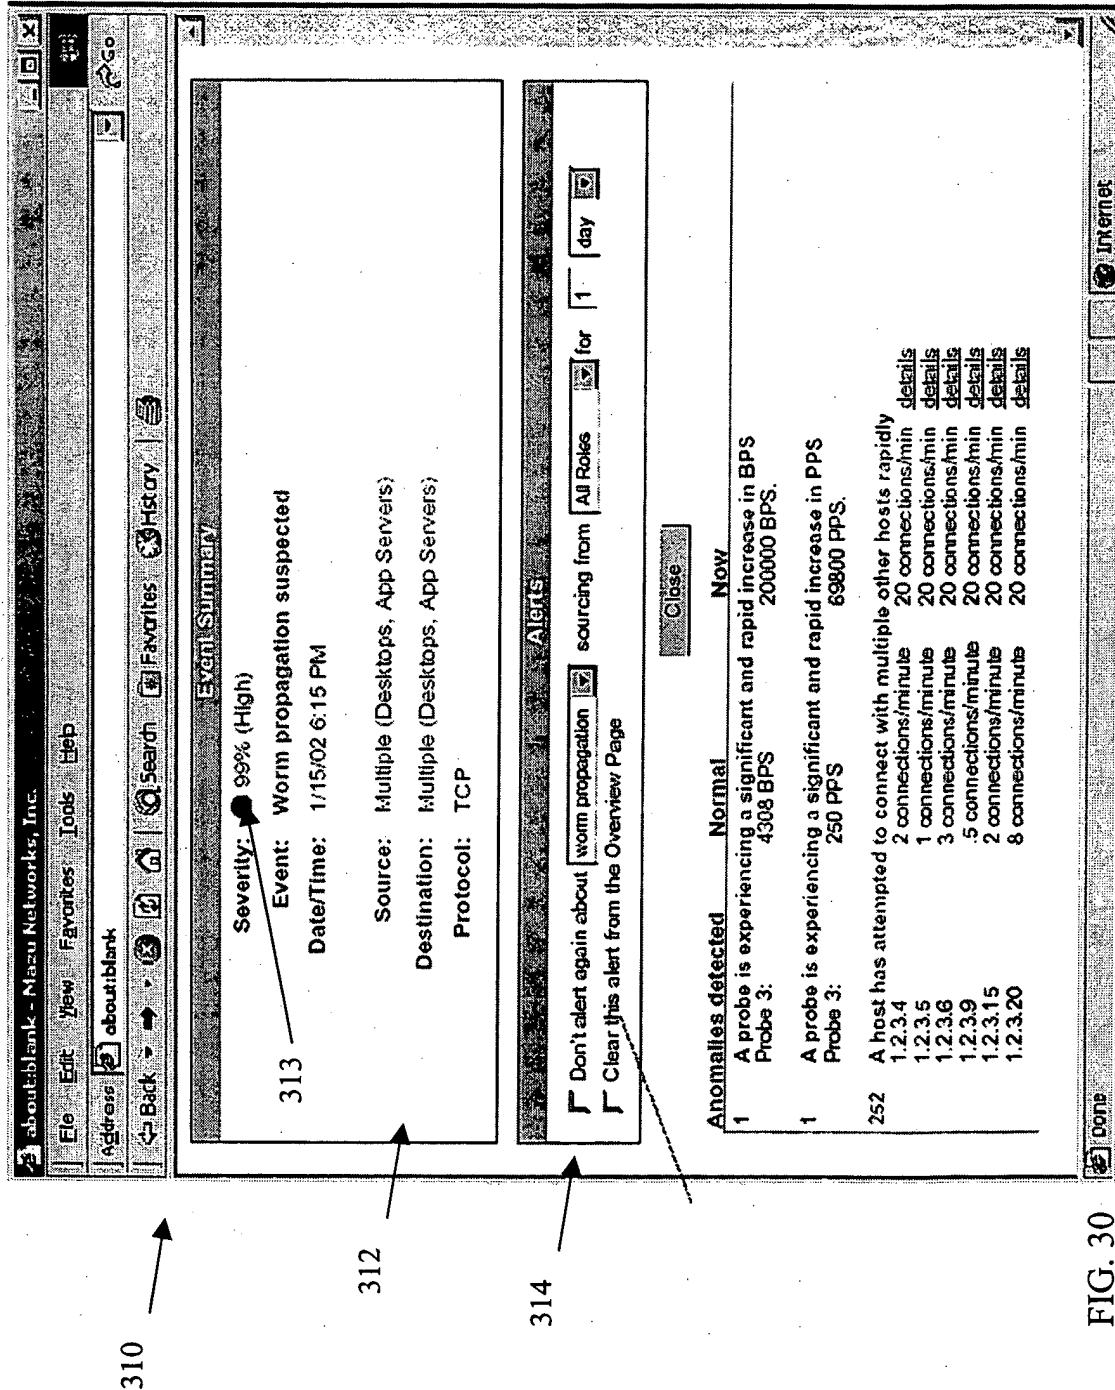 about:blank - Mazu Networks, Inc.
File Edit View Favorites Tools Help
Address about:blank Go
Back Search Favorites History
310
Event Summary
Severity: 99% (High)
313
Event: Worm propagation suspected
Date/Time: 1/15/02 6:15 PM
312
Source: Multiple (Desktops, App Servers)
Destination: Multiple (Desktops, App Servers)
Protocol: TCP
Alerts
314
Don't alert again about worm propagation sourcing from All Roles for 1 day
Clear this alert from the Overview Page
Close
Anomalies detected Normal Now
1 A probe is experiencing a significant and rapid increase in BPS
Probe 3: 4308 BPS 200000 BPS.
1 A probe is experiencing a significant and rapid increase in PPS
Probe 3: 250 PPS 69800 PPS.
252 A host has attempted to connect with multiple other hosts rapidly
1.2.3.4 2 connections/minute 20 connections/min details
1.2.3.5 1 connections/minute 20 connections/min details
1.2.3.6 3 connections/minute 20 connections/min details
1.2.3.9 .5 connections/minute 20 connections/min details
1.2.3.15 2 connections/minute 20 connections/min details
1.2.3.20 8 connections/minute 20 connections/min details
Done Internet
FIG. 30